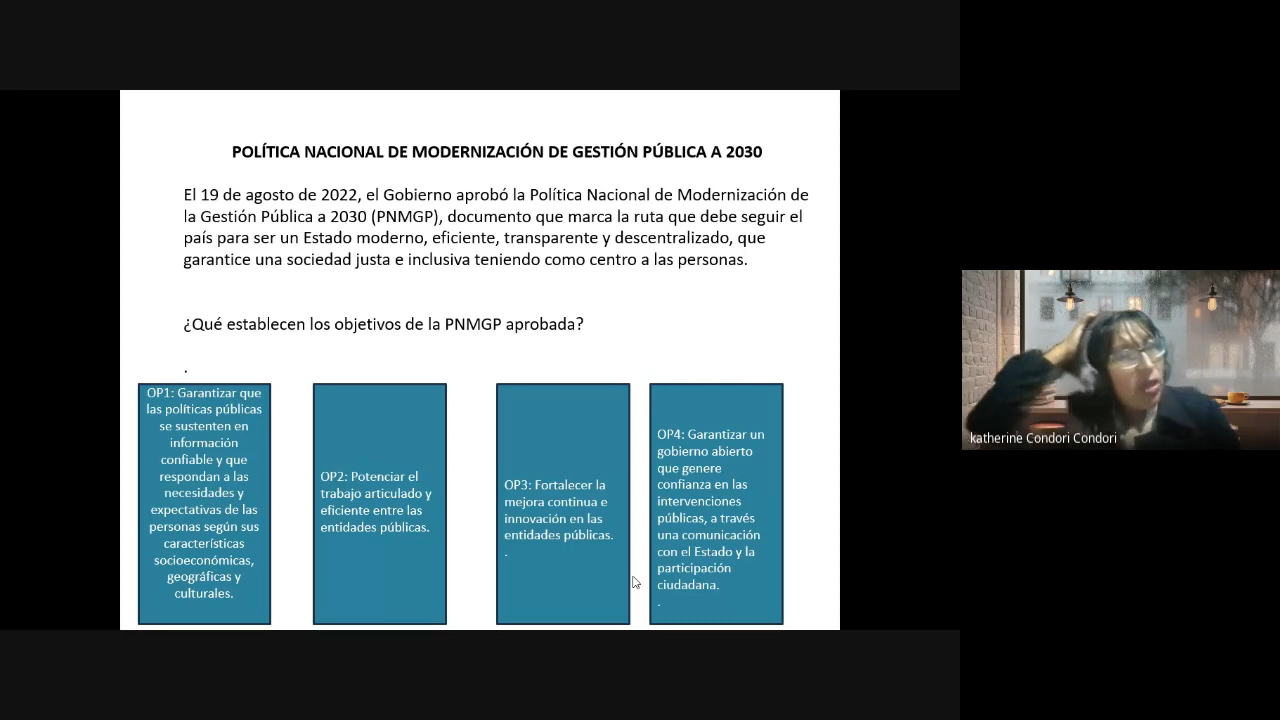 POLÍTICA NACIONAL DE MODERNIZACIÓN DE GESTIÓN PÚBLICA A 2030
El 19 de agosto de 2022, el Gobierno aprobó la Política Nacional de Modernización de
la Gestión Pública a 2030 (PNMGP), documento que marca la ruta que debe seguir el
país para ser un Estado moderno, eficiente, transparente y descentralizado, que
garantice una sociedad justa e inclusiva teniendo como centro a las personas.
¿Qué establecen los objetivos de la PNMGP aprobada?
.
OP1: Garantizar que
las políticas públicas
se sustenten en
información
confiable y que
respondan a las
necesidades y
expectativas de las
personas según sus
características
socioeconómicas,
geográficas y
culturales.
OP2: Potenciar el
trabajo articulado y
eficiente entre las
entidades públicas.
OP3: Fortalecer la
mejora continua e
innovación en las
entidades públicas.
.
OP4: Garantizar un
gobierno abierto
que genere
confianza en las
intervenciones
públicas, a través
una comunicación
con el Estado y la
participación
ciudadana.
.
katherine Condori Condori